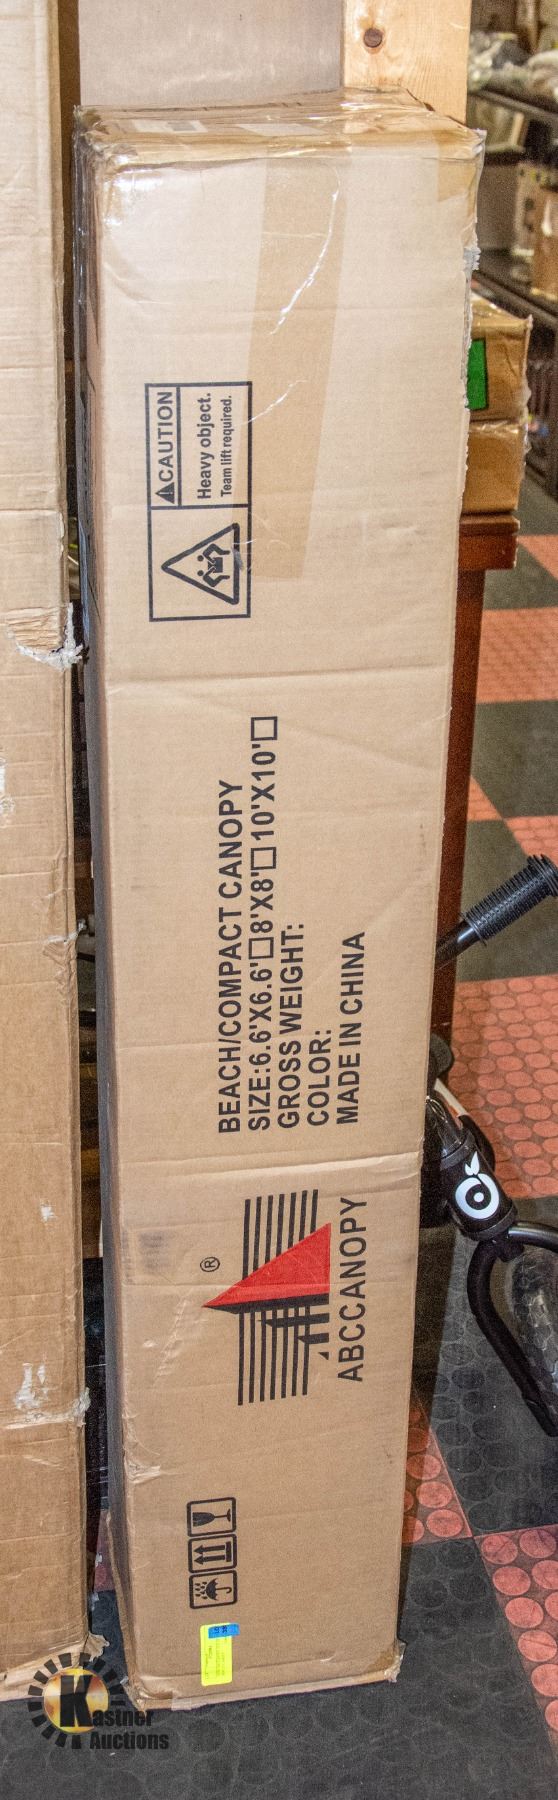 CAUTION
Heavy object.
Team lift required.
BEACH/COMPACT CANOPY
SIZE:6.6'X6.6'□8'X8'□10'X10'□
GROSS WEIGHT:
COLOR:
MADE IN CHINA
®
ABCCANOPY
Kastner
Auctions